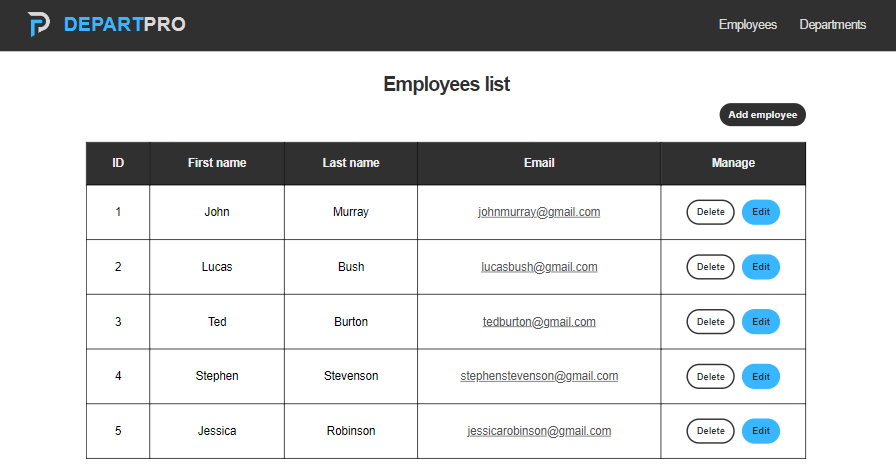 DEPARTPRO Employees Departments
Employees list
Add employee
ID First name Last name Email Manage
1 John Murray johnmurray@gmail.com Delete Edit
2 Lucas Bush lucasbush@gmail.com Delete Edit
3 Ted Burton tedburton@gmail.com Delete Edit
4 Stephen Stevenson stephenstevenson@gmail.com Delete Edit
5 Jessica Robinson jessicarobinson@gmail.com Delete Edit